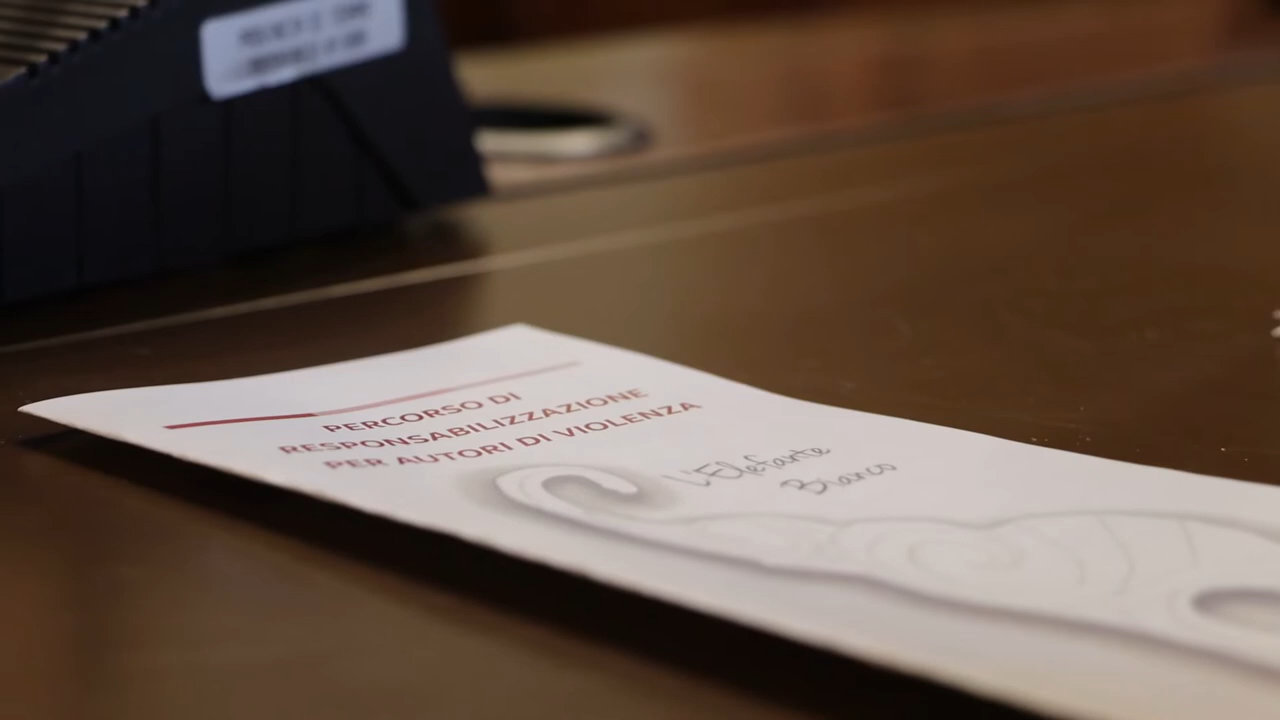 PERCORSO DI
RESPONSABILIZZAZIONE
PER AUTORI DI VIOLENZA
L'Elefante
Bianco